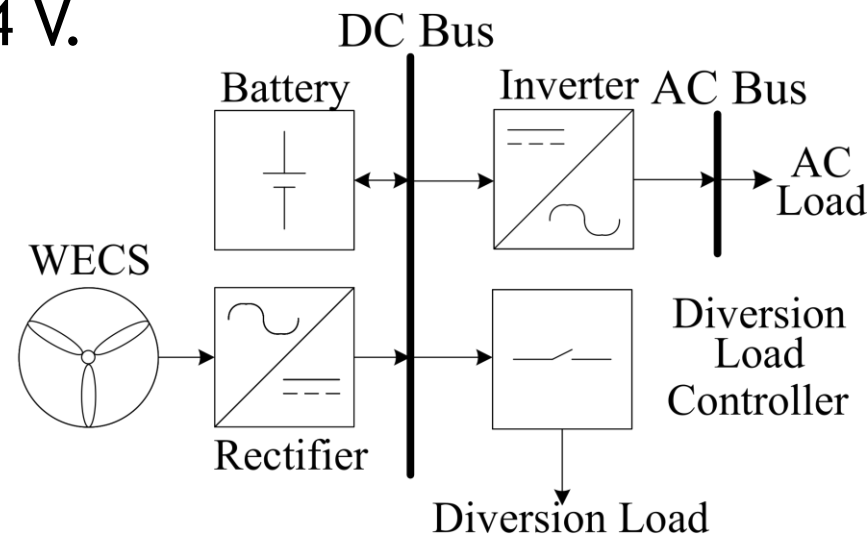 4 V.
DC Bus
Battery
Inverter
AC Bus
AC
Load
WECS
Diversion
Load
Controller
Rectifier
Diversion Load